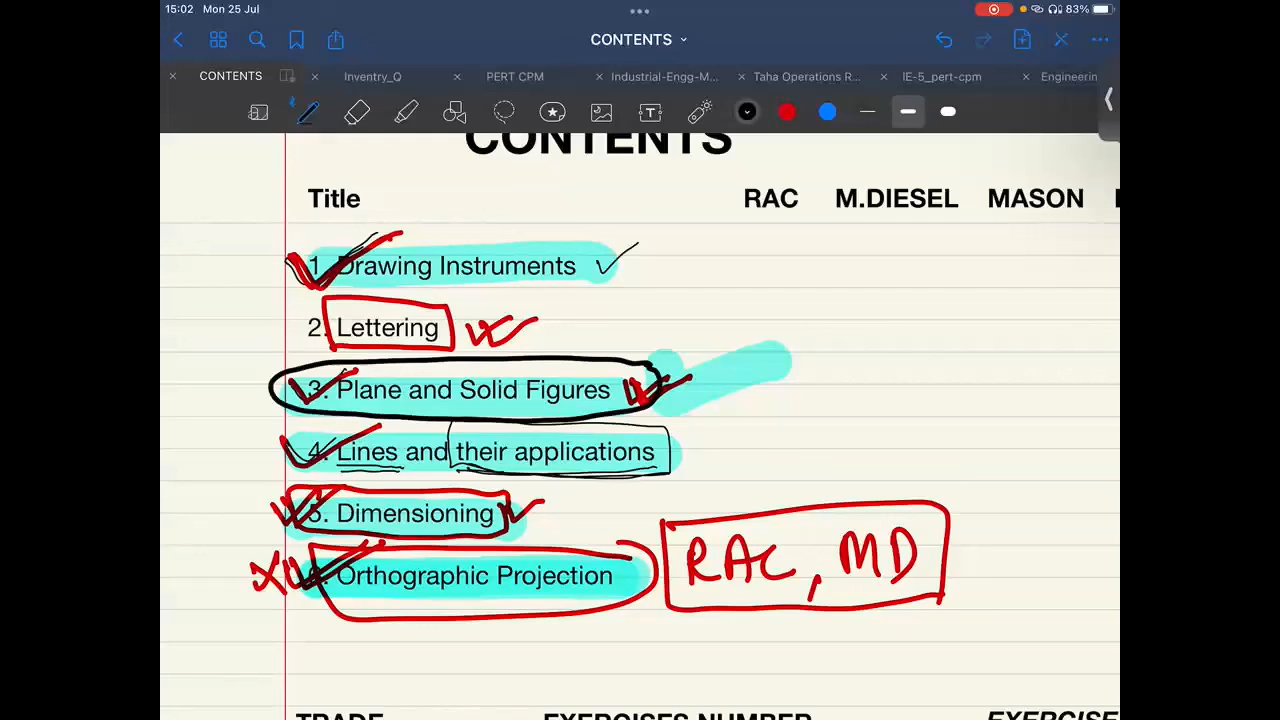 15:02 Mon 25 Jul
83%
CONTENTS
CONTENTS Inventry_Q PERT CPM Industrial-Engg-M... Taha Operations R... IE-5_pert-cpm Engineerin
CONTENTS
Title RAC M.DIESEL MASON
1. Drawing Instruments
2. Lettering
3. Plane and Solid Figures
4. Lines and their applications
5. Dimensioning
RAC, MD
Orthographic Projection
TRADE EXERCISES NUMBER EXERCISE